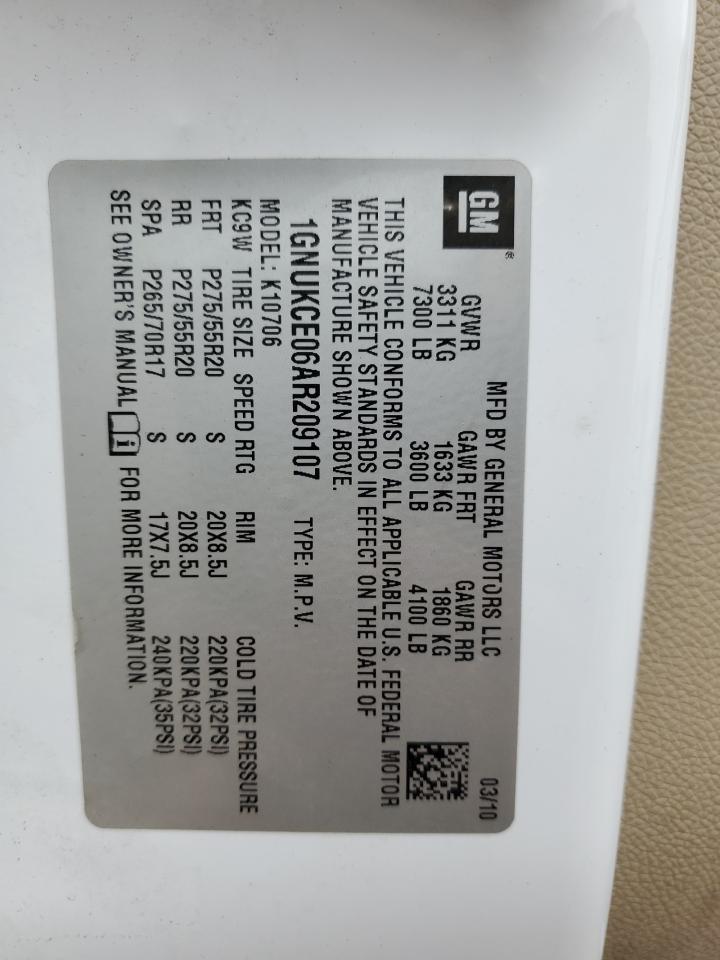 GM®
MFD BY GENERAL MOTORS LLC 03/10
GVWR GAWR FRT GAWR RR
3311 KG 1633 KG 1860 KG
7300 LB 3600 LB 4100 LB
THIS VEHICLE CONFORMS TO ALL APPLICABLE U.S. FEDERAL MOTOR
VEHICLE SAFETY STANDARDS IN EFFECT ON THE DATE OF
MANUFACTURE SHOWN ABOVE.
1GNUKCE06AR209107 TYPE: M.P.V.
MODEL: K10706
KC9W TIRE SIZE SPEED RTG RIM COLD TIRE PRESSURE
FRT P275/55R20 S 20X8.5J 220KPA(32PSI)
RR P275/55R20 S 20X8.5J 220KPA(32PSI)
SPA P265/70R17 S 17X7.5J 240KPA(35PSI)
SEE OWNER'S MANUAL FOR MORE INFORMATION.